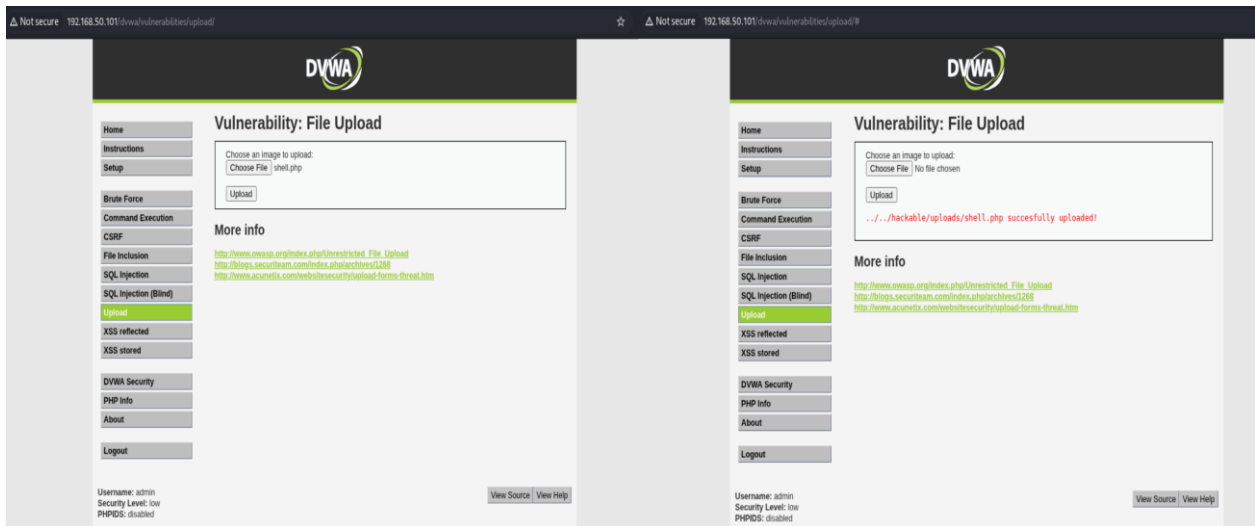 Not secure 192.168.50.101/dvwa/vulnerabilities/upload/
DVWA
Home
Instructions
Setup
Brute Force
Command Execution
CSRF
File Inclusion
SQL Injection
SQL Injection (Blind)
Upload
XSS reflected
XSS stored
DVWA Security
PHP Info
About
Logout
Vulnerability: File Upload
Choose an image to upload:
Choose File shell.php
Upload
More info
http://www.owasp.org/index.php/Unrestricted_File_Upload
http://blogs.securiteam.com/index.php/archives/1268
http://www.acunetix.com/websitesecurity/upload-forms-threat.htm
Username: admin
Security Level: low
PHPIDS: disabled
View Source View Help
Not secure 192.168.50.101/dvwa/vulnerabilities/upload/#
DVWA
Home
Instructions
Setup
Brute Force
Command Execution
CSRF
File Inclusion
SQL Injection
SQL Injection (Blind)
Upload
XSS reflected
XSS stored
DVWA Security
PHP Info
About
Logout
Vulnerability: File Upload
Choose an image to upload:
Choose File No file chosen
Upload
../../hackable/uploads/shell.php succesfully uploaded!
More info
http://www.owasp.org/index.php/Unrestricted_File_Upload
http://blogs.securiteam.com/index.php/archives/1268
http://www.acunetix.com/websitesecurity/upload-forms-threat.htm
Username: admin
Security Level: low
PHPIDS: disabled
View Source View Help